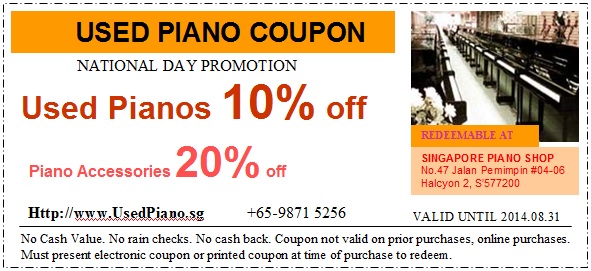 USED PIANO COUPON
NATIONAL DAY PROMOTION
Used Pianos 10% off
Piano Accessories 20% off
REDEEMABLE AT
SINGAPORE PIANO SHOP
No.47 Jalan Pemimpin #04-06
Halcyon 2, S'577200
Http://www.UsedPiano.sg +65-9871 5256
VALID UNTIL 2014.08.31
No Cash Value. No rain checks. No cash back. Coupon not valid on prior purchases, online purchases.
Must present electronic coupon or printed coupon at time of purchase to redeem.